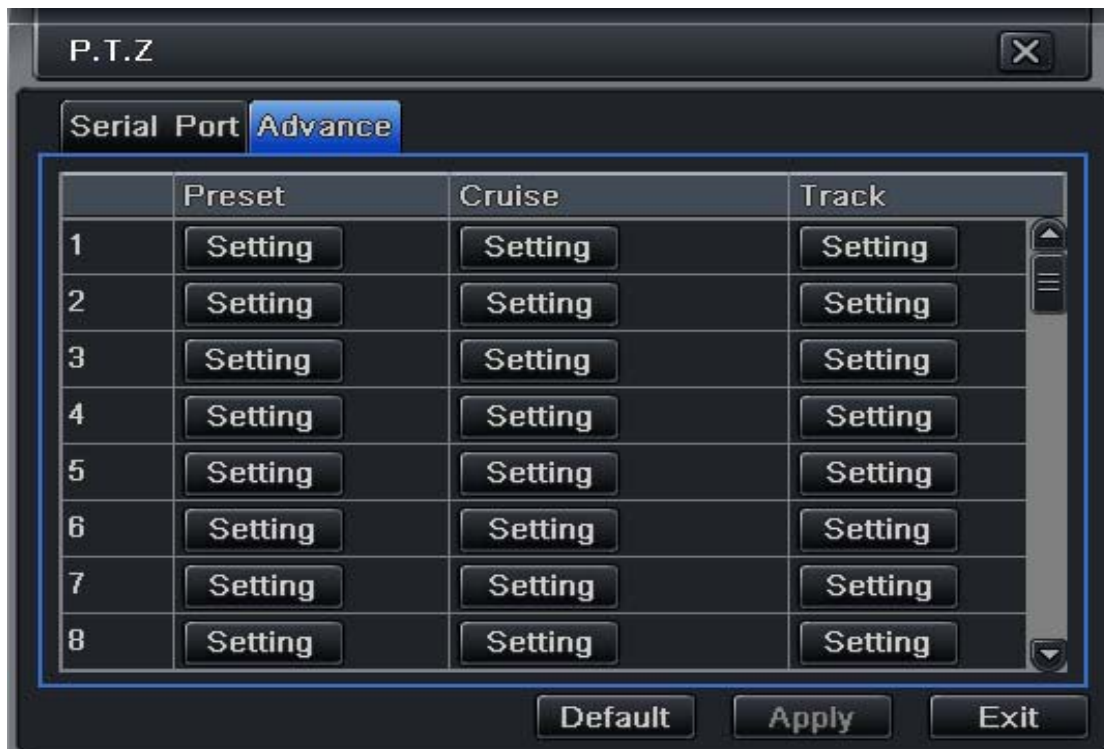 P.T.Z
Serial Port Advance
Preset Cruise Track
1 Setting Setting Setting
2 Setting Setting Setting
3 Setting Setting Setting
4 Setting Setting Setting
5 Setting Setting Setting
6 Setting Setting Setting
7 Setting Setting Setting
8 Setting Setting Setting
Default Apply Exit